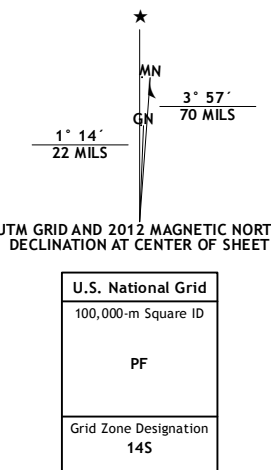 ★
MN
GN
3° 57´
70 MILS
1° 14´
22 MILS
UTM GRID AND 2012 MAGNETIC NORT
DECLINATION AT CENTER OF SHEET
U.S. National Grid
100,000-m Square ID
PF
Grid Zone Designation
14S